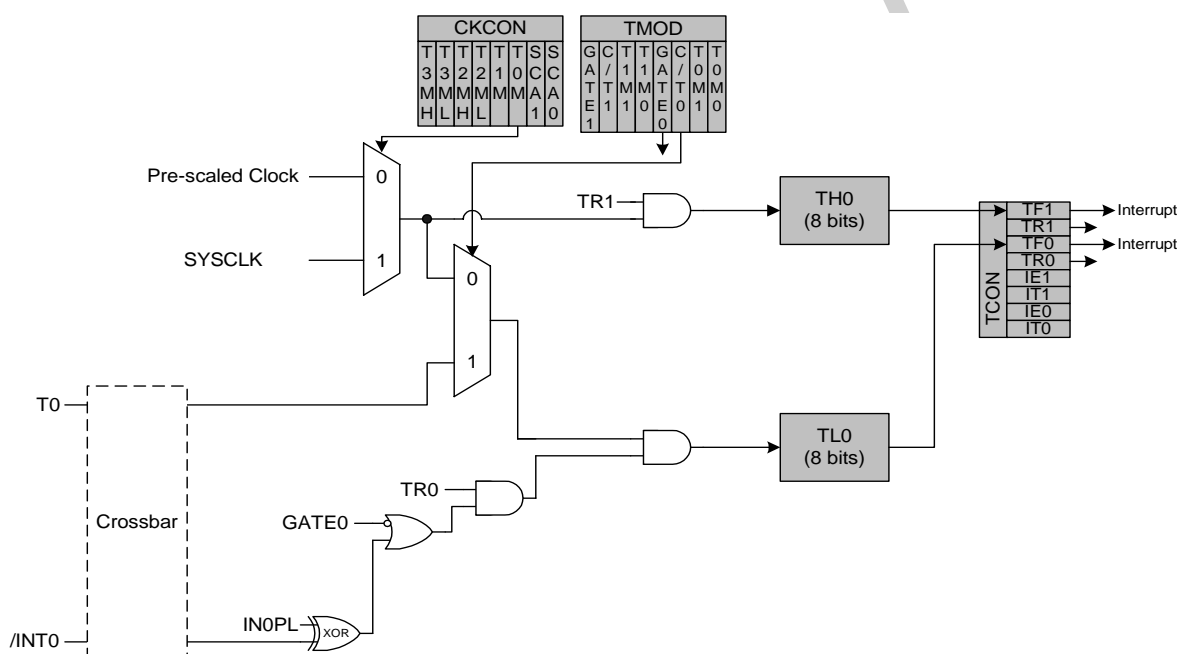 CKCON
T3MH T3ML T2MH T2ML T1M T0M SCA1 SCA0
TMOD
GATE1 C/T1 T1M1 T1M0 GATE0 C/T0 T0M1 T0M0
Pre-scaled Clock
0
SYSCLK
1
TR1
TH0
(8 bits)
TCON
TF1
Interrupt
TR1
TF0
Interrupt
TR0
IE1
IT1
IE0
IT0
0
1
T0
Crossbar
TL0
(8 bits)
TR0
GATE0
IN0PL
XOR
/INT0